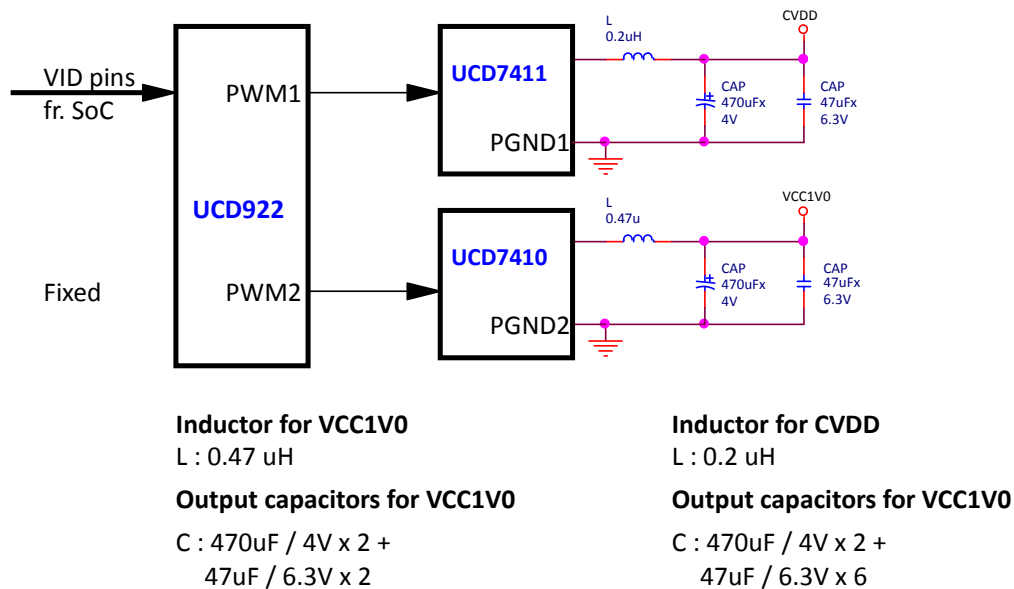 VID pins
fr. SoC
Fixed
PWM1
UCD922
PWM2
UCD7411
PGND1
L
0.2uH
CVDD
CAP
470uFx
4V
CAP
47uFx
6.3V
UCD7410
PGND2
L
0.47u
VCC1V0
CAP
470uFx
4V
CAP
47uFx
6.3V
Inductor for VCC1V0
L : 0.47 uH
Output capacitors for VCC1V0
C : 470uF / 4V x 2 +
47uF / 6.3V x 2
Inductor for CVDD
L : 0.2 uH
Output capacitors for VCC1V0
C : 470uF / 4V x 2 +
47uF / 6.3V x 6